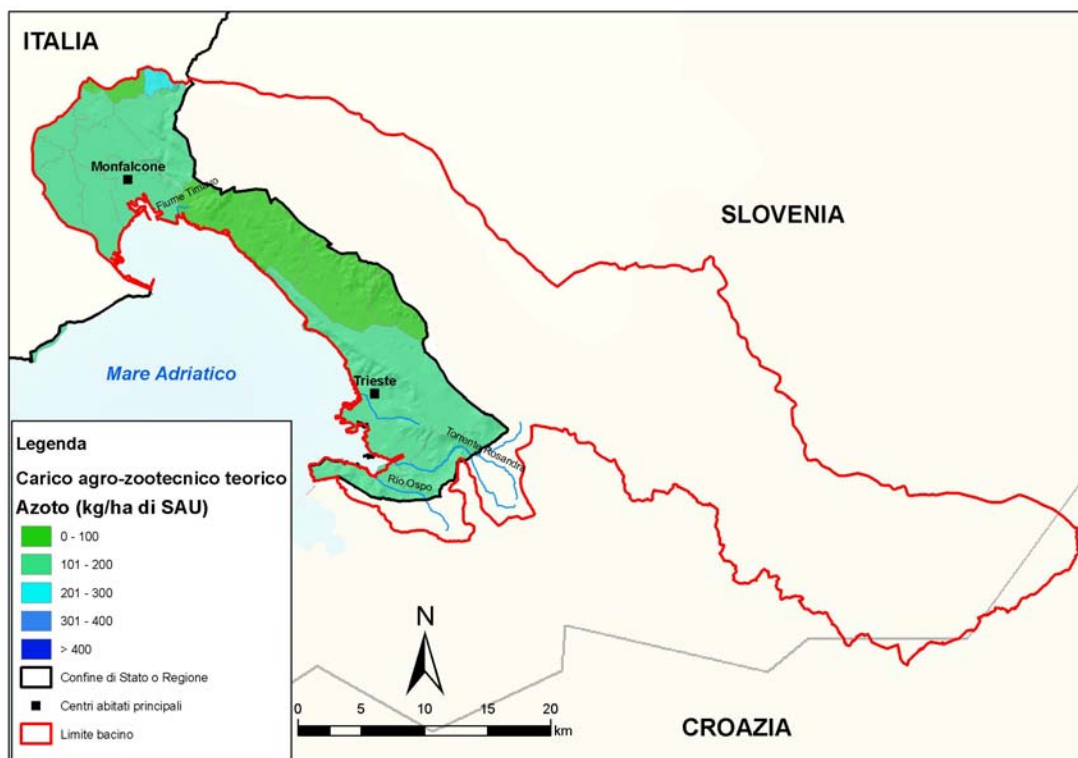 ITALIA
Monfalcone
Fiume Timavo
SLOVENIA
Mare Adriatico
Trieste
Torrente Rosandra
Rio Ospo
Legenda
Carico agro-zootecnico teorico
Azoto (kg/ha di SAU)
0 - 100
101 - 200
201 - 300
301 - 400
> 400
Confine di Stato o Regione
Centri abitati principali
Limite bacino
N
0 5 10 15 20
km
CROAZIA